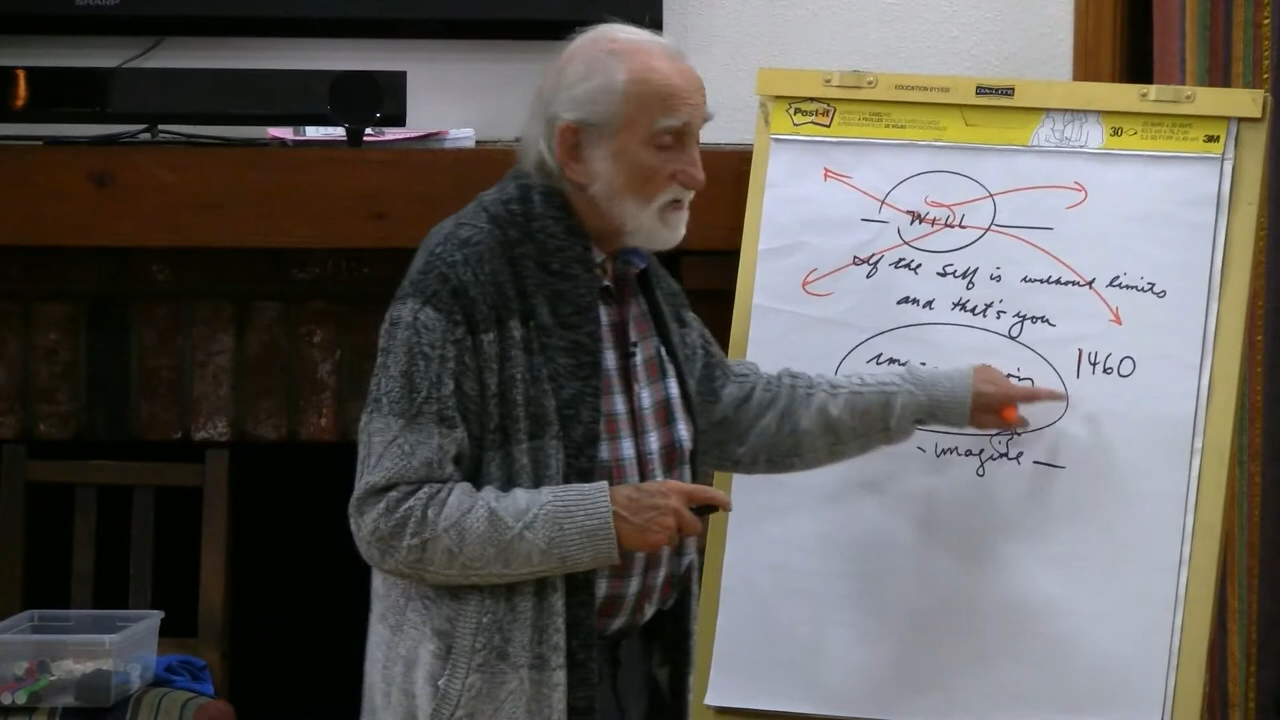 SHARP
EDUCATION
DA-LITE
Post-it
30
3M
WILL
If the Self is without limits
and that's you
1460
- imagine -